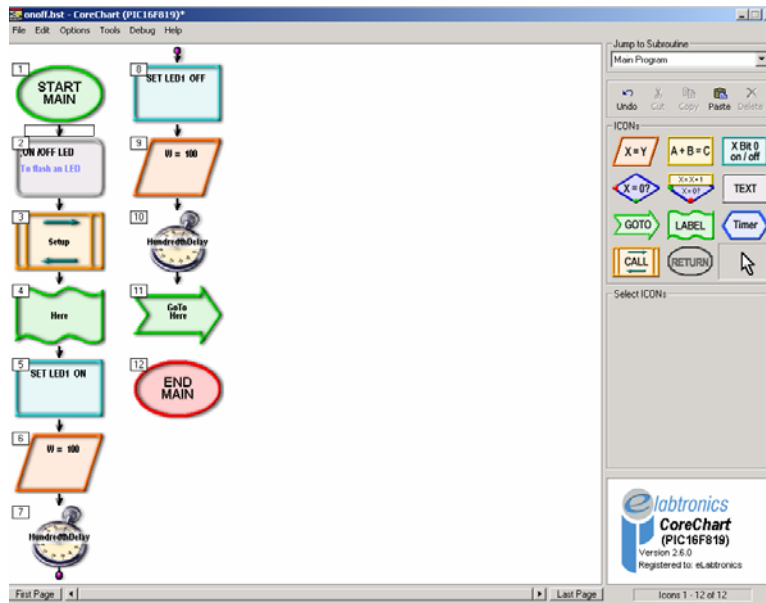 onoff.bst - CoreChart (PIC16F819)*
File Edit Options Tools Debug Help
1
START
MAIN
2
ON /OFF LED
To flash an LED
3
Setup
4
Here
5
SET LED1 ON
6
W = 100
7
HundredthDelay
8
SET LED1 OFF
9
W = 100
10
HundredthDelay
11
GoTo
Here
12
END
MAIN
Jump to Subroutine
Main Program
Undo Cut Copy Paste Delete
ICONs
X = Y
A + B = C
X Bit 0
on / off
X = 0?
X = X - 1
X = 0?
TEXT
GOTO
LABEL
Timer
CALL
RETURN
Select ICONs
elabtronics
CoreChart
(PIC16F819)
Version 2.6.0
Registered to: eLabtronics
First Page
Last Page
Icons 1 - 12 of 12